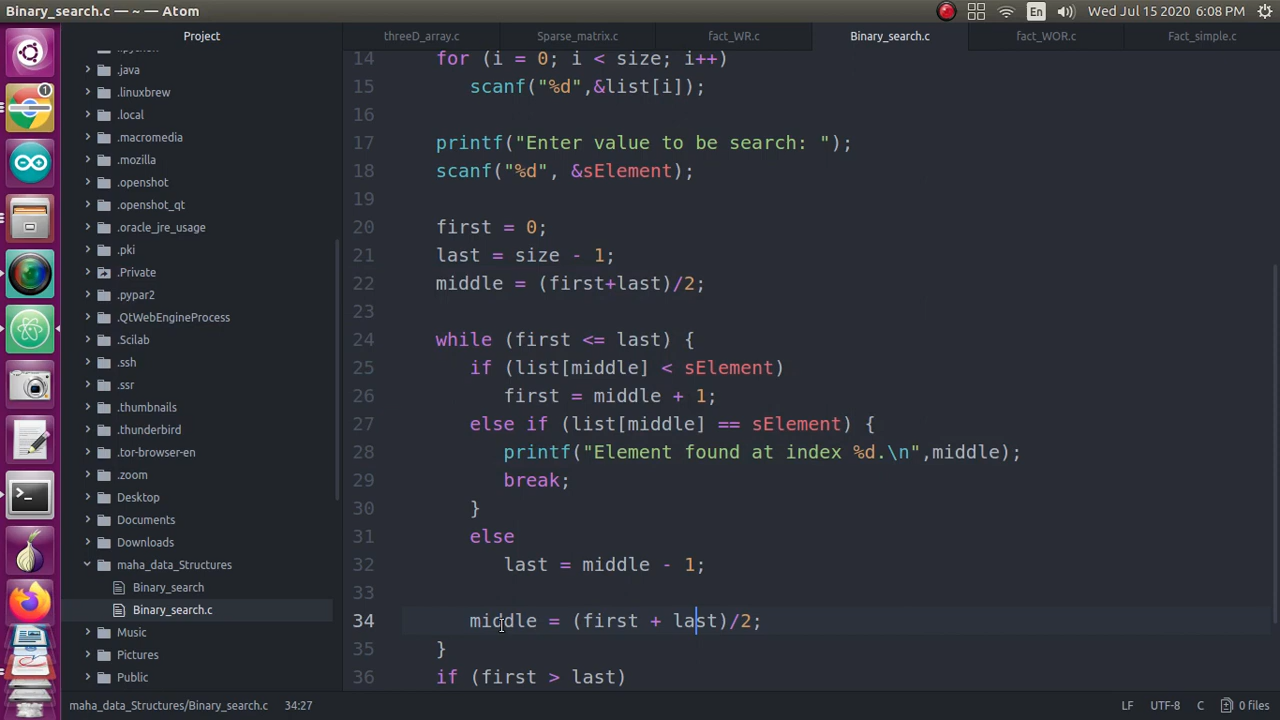 Binary_search.c — ~ — Atom
En
Wed Jul 15 2020 6:08 PM
Project
threeD_array.c
Sparse_matrix.c
fact_WR.c
Binary_search.c
fact_WOR.c
Fact_simple.c
.java
.linuxbrew
.local
.macromedia
.mozilla
.openshot
.openshot_qt
.oracle_jre_usage
.pki
.Private
.pypar2
.QtWebEngineProcess
.Scilab
.ssh
.ssr
.thumbnails
.thunderbird
.tor-browser-en
.zoom
Desktop
Documents
Downloads
maha_data_Structures
Binary_search
Binary_search.c
Music
Pictures
Public
1
14 for (i = 0; i < size; i++)
15 scanf("%d",&list[i]);
16
17 printf("Enter value to be search: ");
18 scanf("%d", &sElement);
19
20 first = 0;
21 last = size - 1;
22 middle = (first+last)/2;
23
24 while (first <= last) {
25 if (list[middle] < sElement)
26 first = middle + 1;
27 else if (list[middle] == sElement) {
28 printf("Element found at index %d.\n",middle);
29 break;
30 }
31 else
32 last = middle - 1;
33
34 middle = (first + last)/2;
35 }
36 if (first > last)
maha_data_Structures/Binary_search.c 34:27
LF UTF-8 C 0 files